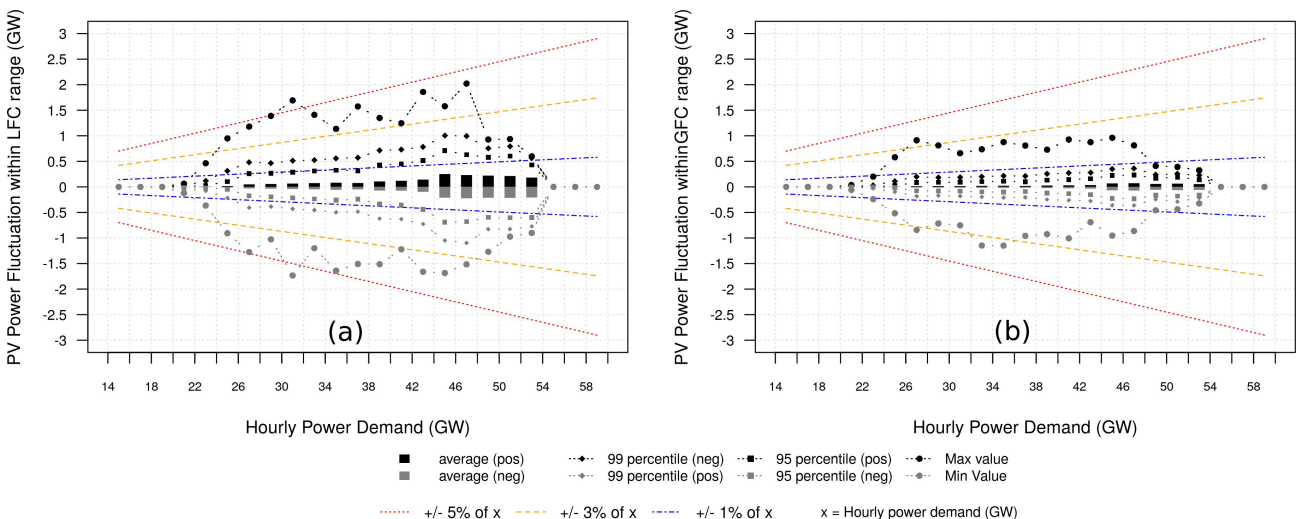 PV Power Fluctuation within LFC range (GW)
3
2.5
2
1.5
1
0.5
0
-0.5
-1
-1.5
-2
-2.5
-3
(a)
14 18 22 26 30 34 38 42 46 50 54 58
Hourly Power Demand (GW)
PV Power Fluctuation withinGFC range (GW)
3
2.5
2
1.5
1
0.5
0
-0.5
-1
-1.5
-2
-2.5
-3
(b)
14 18 22 26 30 34 38 42 46 50 54 58
Hourly Power Demand (GW)
average (pos) 99 percentile (neg) 95 percentile (pos) Max value
average (neg) 99 percentile (pos) 95 percentile (neg) Min Value
+/- 5% of x +/- 3% of x +/- 1% of x x = Hourly power demand (GW)